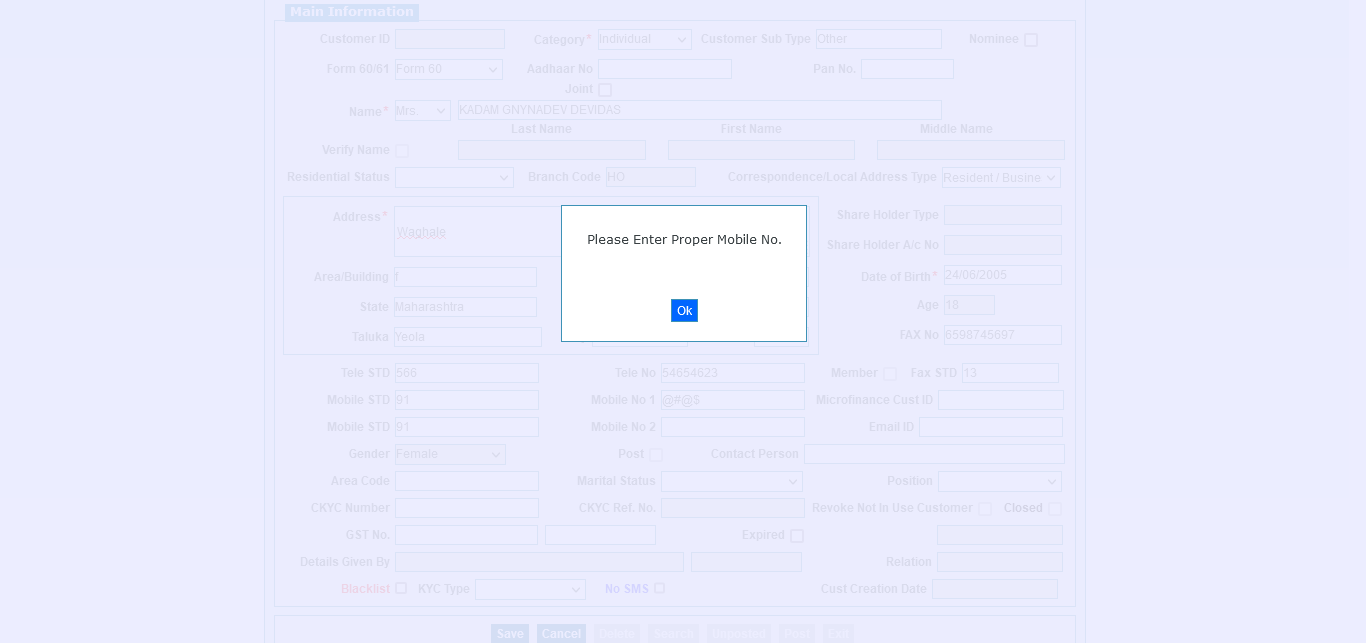 Main Information
Customer ID Category* Individual Customer Sub Type Other Nominee
Form 60/61 Form 60 Aadhaar No Pan No.
Joint
Name* Mrs. KADAM GNYNADEV DEVIDAS
Last Name First Name Middle Name
Verify Name
Residential Status Branch Code HO Correspondence/Local Address Type Resident / Busine
Address* Waghale Share Holder Type
Please Enter Proper Mobile No.
Share Holder A/c No
Area/Building f Date of Birth* 24/06/2005
State Maharashtra Age 18
Ok
Taluka Yeola FAX No 6598745697
Tele STD 566 Tele No 54654623 Member Fax STD 13
Mobile STD 91 Mobile No 1 @#@$ Microfinance Cust ID
Mobile STD 91 Mobile No 2 Email ID
Gender Female Post Contact Person
Area Code Marital Status Position
CKYC Number CKYC Ref. No. Revoke Not In Use Customer Closed
GST No. Expired
Details Given By Relation
Blacklist KYC Type No SMS Cust Creation Date
Save Cancel Delete Search Unposted Post Exit